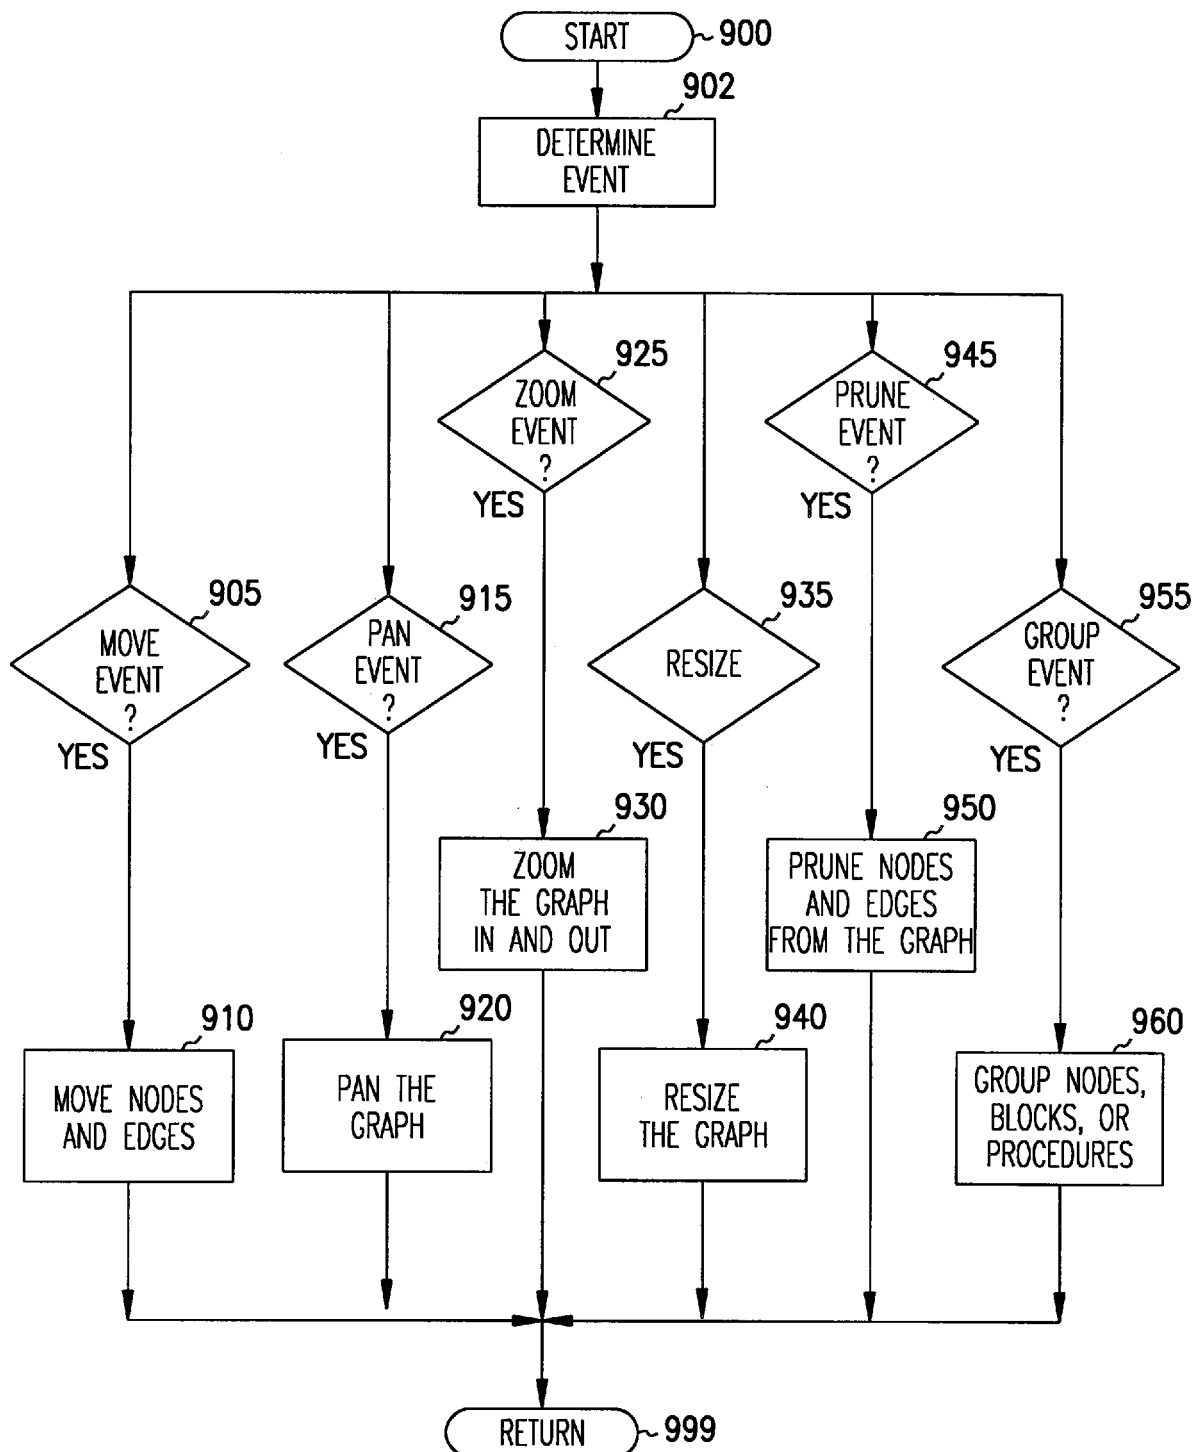 START
900
902
DETERMINE
EVENT
925
ZOOM
EVENT
?
YES
945
PRUNE
EVENT
?
YES
905
MOVE
EVENT
?
YES
915
PAN
EVENT
?
YES
935
RESIZE
YES
955
GROUP
EVENT
?
YES
930
ZOOM
THE GRAPH
IN AND OUT
950
PRUNE NODES
AND EDGES
FROM THE GRAPH
910
MOVE NODES
AND EDGES
920
PAN THE
GRAPH
940
RESIZE
THE GRAPH
960
GROUP NODES,
BLOCKS, OR
PROCEDURES
RETURN
999